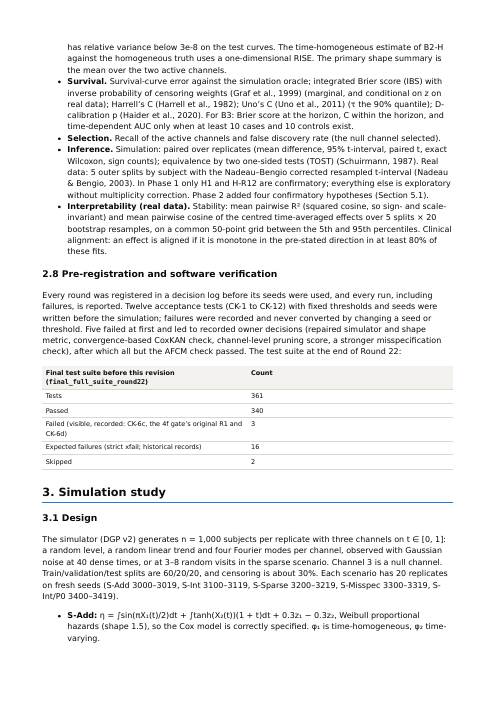 has relative variance below 3e-8 on the test curves. The time-homogeneous estimate of B2-H
against the homogeneous truth uses a one-dimensional RISE. The primary shape summary is
the mean over the two active channels.
• Survival. Survival-curve error against the simulation oracle; integrated Brier score (IBS) with
inverse probability of censoring weights (Graf et al., 1999) (marginal, and conditional on z on
real data); Harrell's C (Harrell et al., 1982); Uno's C (Uno et al., 2011) (τ the 90% quantile); D-
calibration p (Haider et al., 2020). For B3: Brier score at the horizon, C within the horizon, and
time-dependent AUC only when at least 10 cases and 10 controls exist.
• Selection. Recall of the active channels and false discovery rate (the null channel selected).
• Inference. Simulation: paired over replicates (mean difference, 95% t-interval, paired t, exact
Wilcoxon, sign counts); equivalence by two one-sided tests (TOST) (Schuirmann, 1987). Real
data: 5 outer splits by subject with the Nadeau–Bengio corrected resampled t-interval (Nadeau
& Bengio, 2003). In Phase 1 only H1 and H-R12 are confirmatory; everything else is exploratory
without multiplicity correction. Phase 2 added four confirmatory hypotheses (Section 5.1).
• Interpretability (real data). Stability: mean pairwise R² (squared cosine, so sign- and scale-
invariant) and mean pairwise cosine of the centred time-averaged effects over 5 splits × 20
bootstrap resamples, on a common 50-point grid between the 5th and 95th percentiles. Clinical
alignment: an effect is aligned if it is monotone in the pre-stated direction in at least 80% of
these fits.
2.8 Pre-registration and software verification
Every round was registered in a decision log before its seeds were used, and every run, including
failures, is reported. Twelve acceptance tests (CK-1 to CK-12) with fixed thresholds and seeds were
written before the simulation; failures were recorded and never converted by changing a seed or
threshold. Five failed at first and led to recorded owner decisions (repaired simulator and shape
metric, convergence-based CoxKAN check, channel-level pruning score, a stronger misspecification
check), after which all but the AFCM check passed. The test suite at the end of Round 22:
Final test suite before this revision Count
(final_full_suite_round22)
Tests 361
Passed 340
Failed (visible, recorded: CK-6c, the 4f gate's original R1 and 3
CK-6d)
Expected failures (strict xfail; historical records) 16
Skipped 2
3. Simulation study
3.1 Design
The simulator (DGP v2) generates n = 1,000 subjects per replicate with three channels on t ∈ [0, 1]:
a random level, a random linear trend and four Fourier modes per channel, observed with Gaussian
noise at 40 dense times, or at 3–8 random visits in the sparse scenario. Channel 3 is a null channel.
Train/validation/test splits are 60/20/20, and censoring is about 30%. Each scenario has 20 replicates
on fresh seeds (S-Add 3000–3019, S-Int 3100–3119, S-Sparse 3200–3219, S-Misspec 3300–3319, S-
Int/P0 3400–3419).
• S-Add: η = ∫sin(πX₁(t)/2)dt + ∫tanh(X₂(t))(1 + t)dt + 0.3z₁ − 0.3z₂, Weibull proportional
hazards (shape 1.5), so the Cox model is correctly specified. φ₁ is time-homogeneous, φ₂ time-
varying.